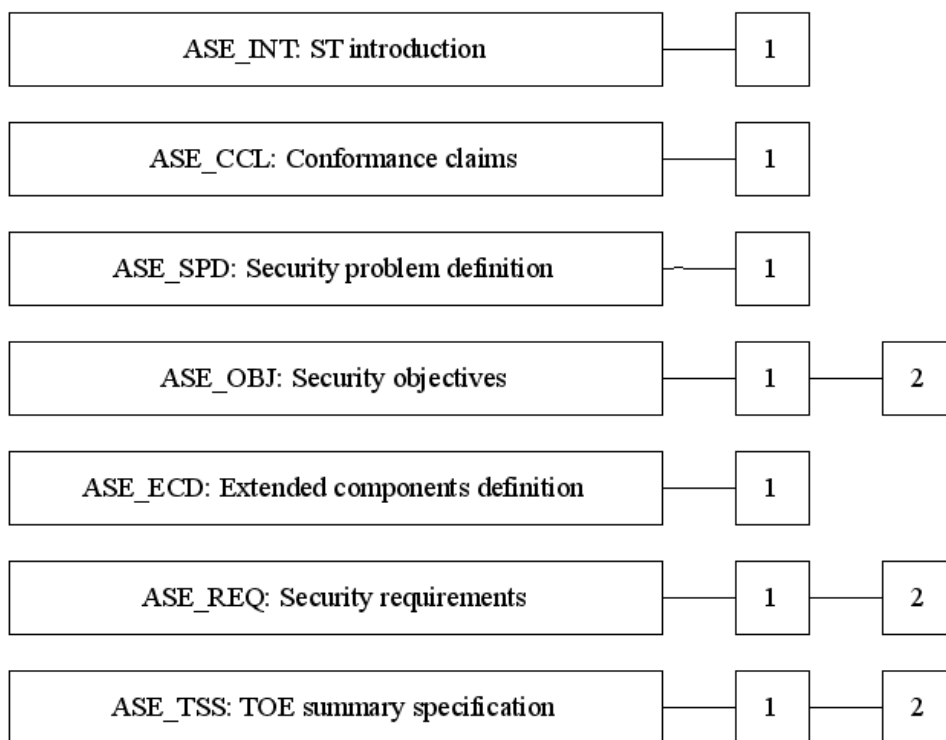 ASE_INT: ST introduction 1
ASE_CCL: Conformance claims 1
ASE_SPD: Security problem definition 1
ASE_OBJ: Security objectives 1 2
ASE_ECD: Extended components definition 1
ASE_REQ: Security requirements 1 2
ASE_TSS: TOE summary specification 1 2